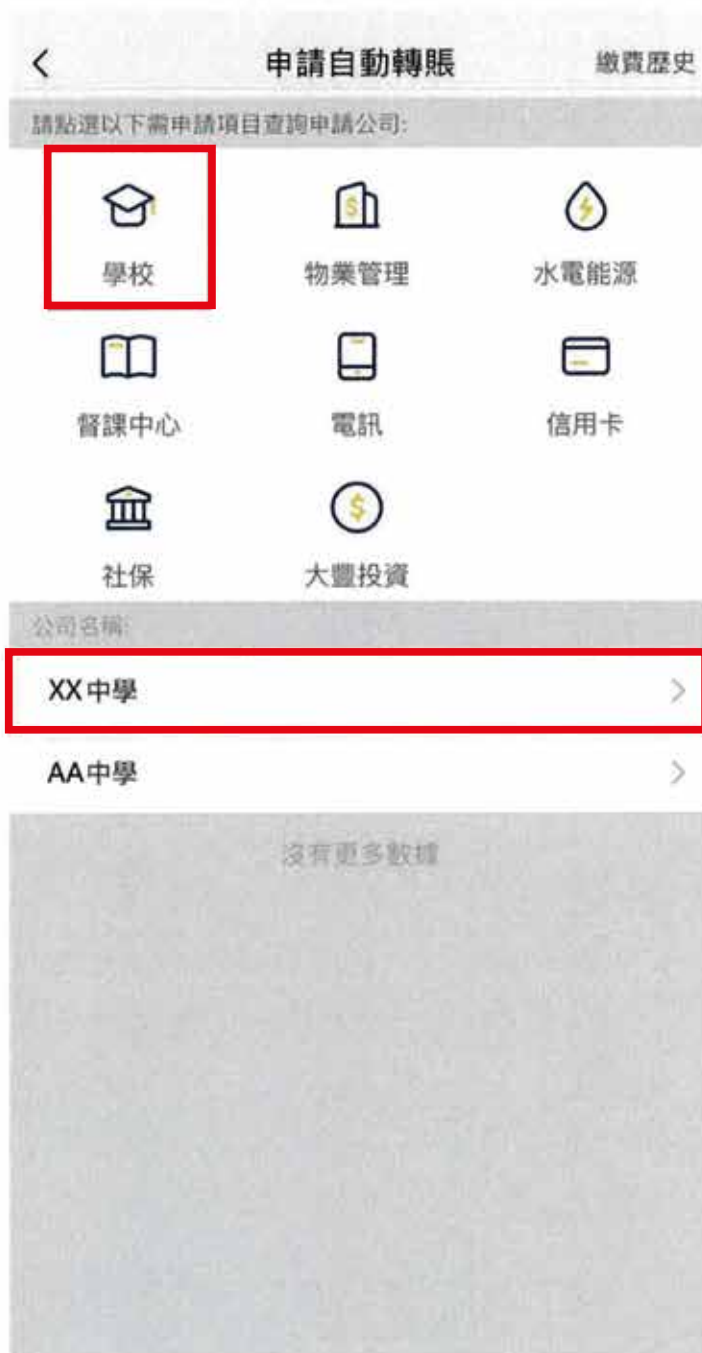 申請自動轉賬 繳費歷史
請點選以下需申請項目查詢申請公司:
學校 物業管理 水電能源
督課中心 電訊 信用卡
社保 大豐投資
公司名稱:
XX中學
AA中學
沒有更多數據